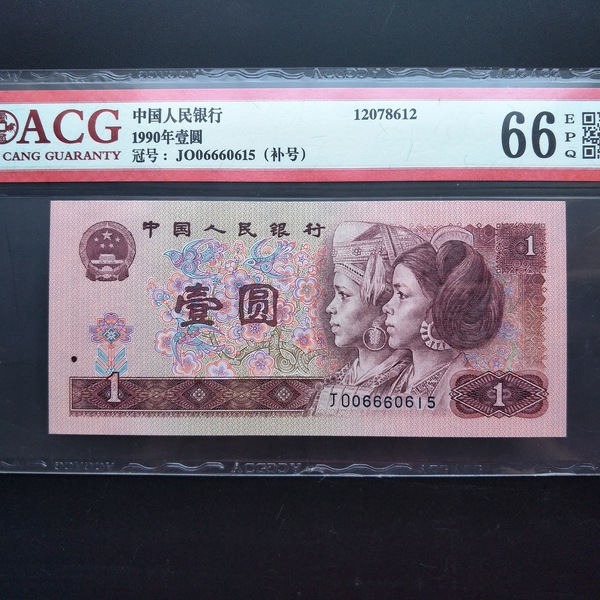 ACG
CANG GUARANTY
中国人民银行
1990年壹圆
冠号：JO06660615（补号）
12078612
66
E
P
Q
中国人民银行
1
壹圆
1
JO06660615
1